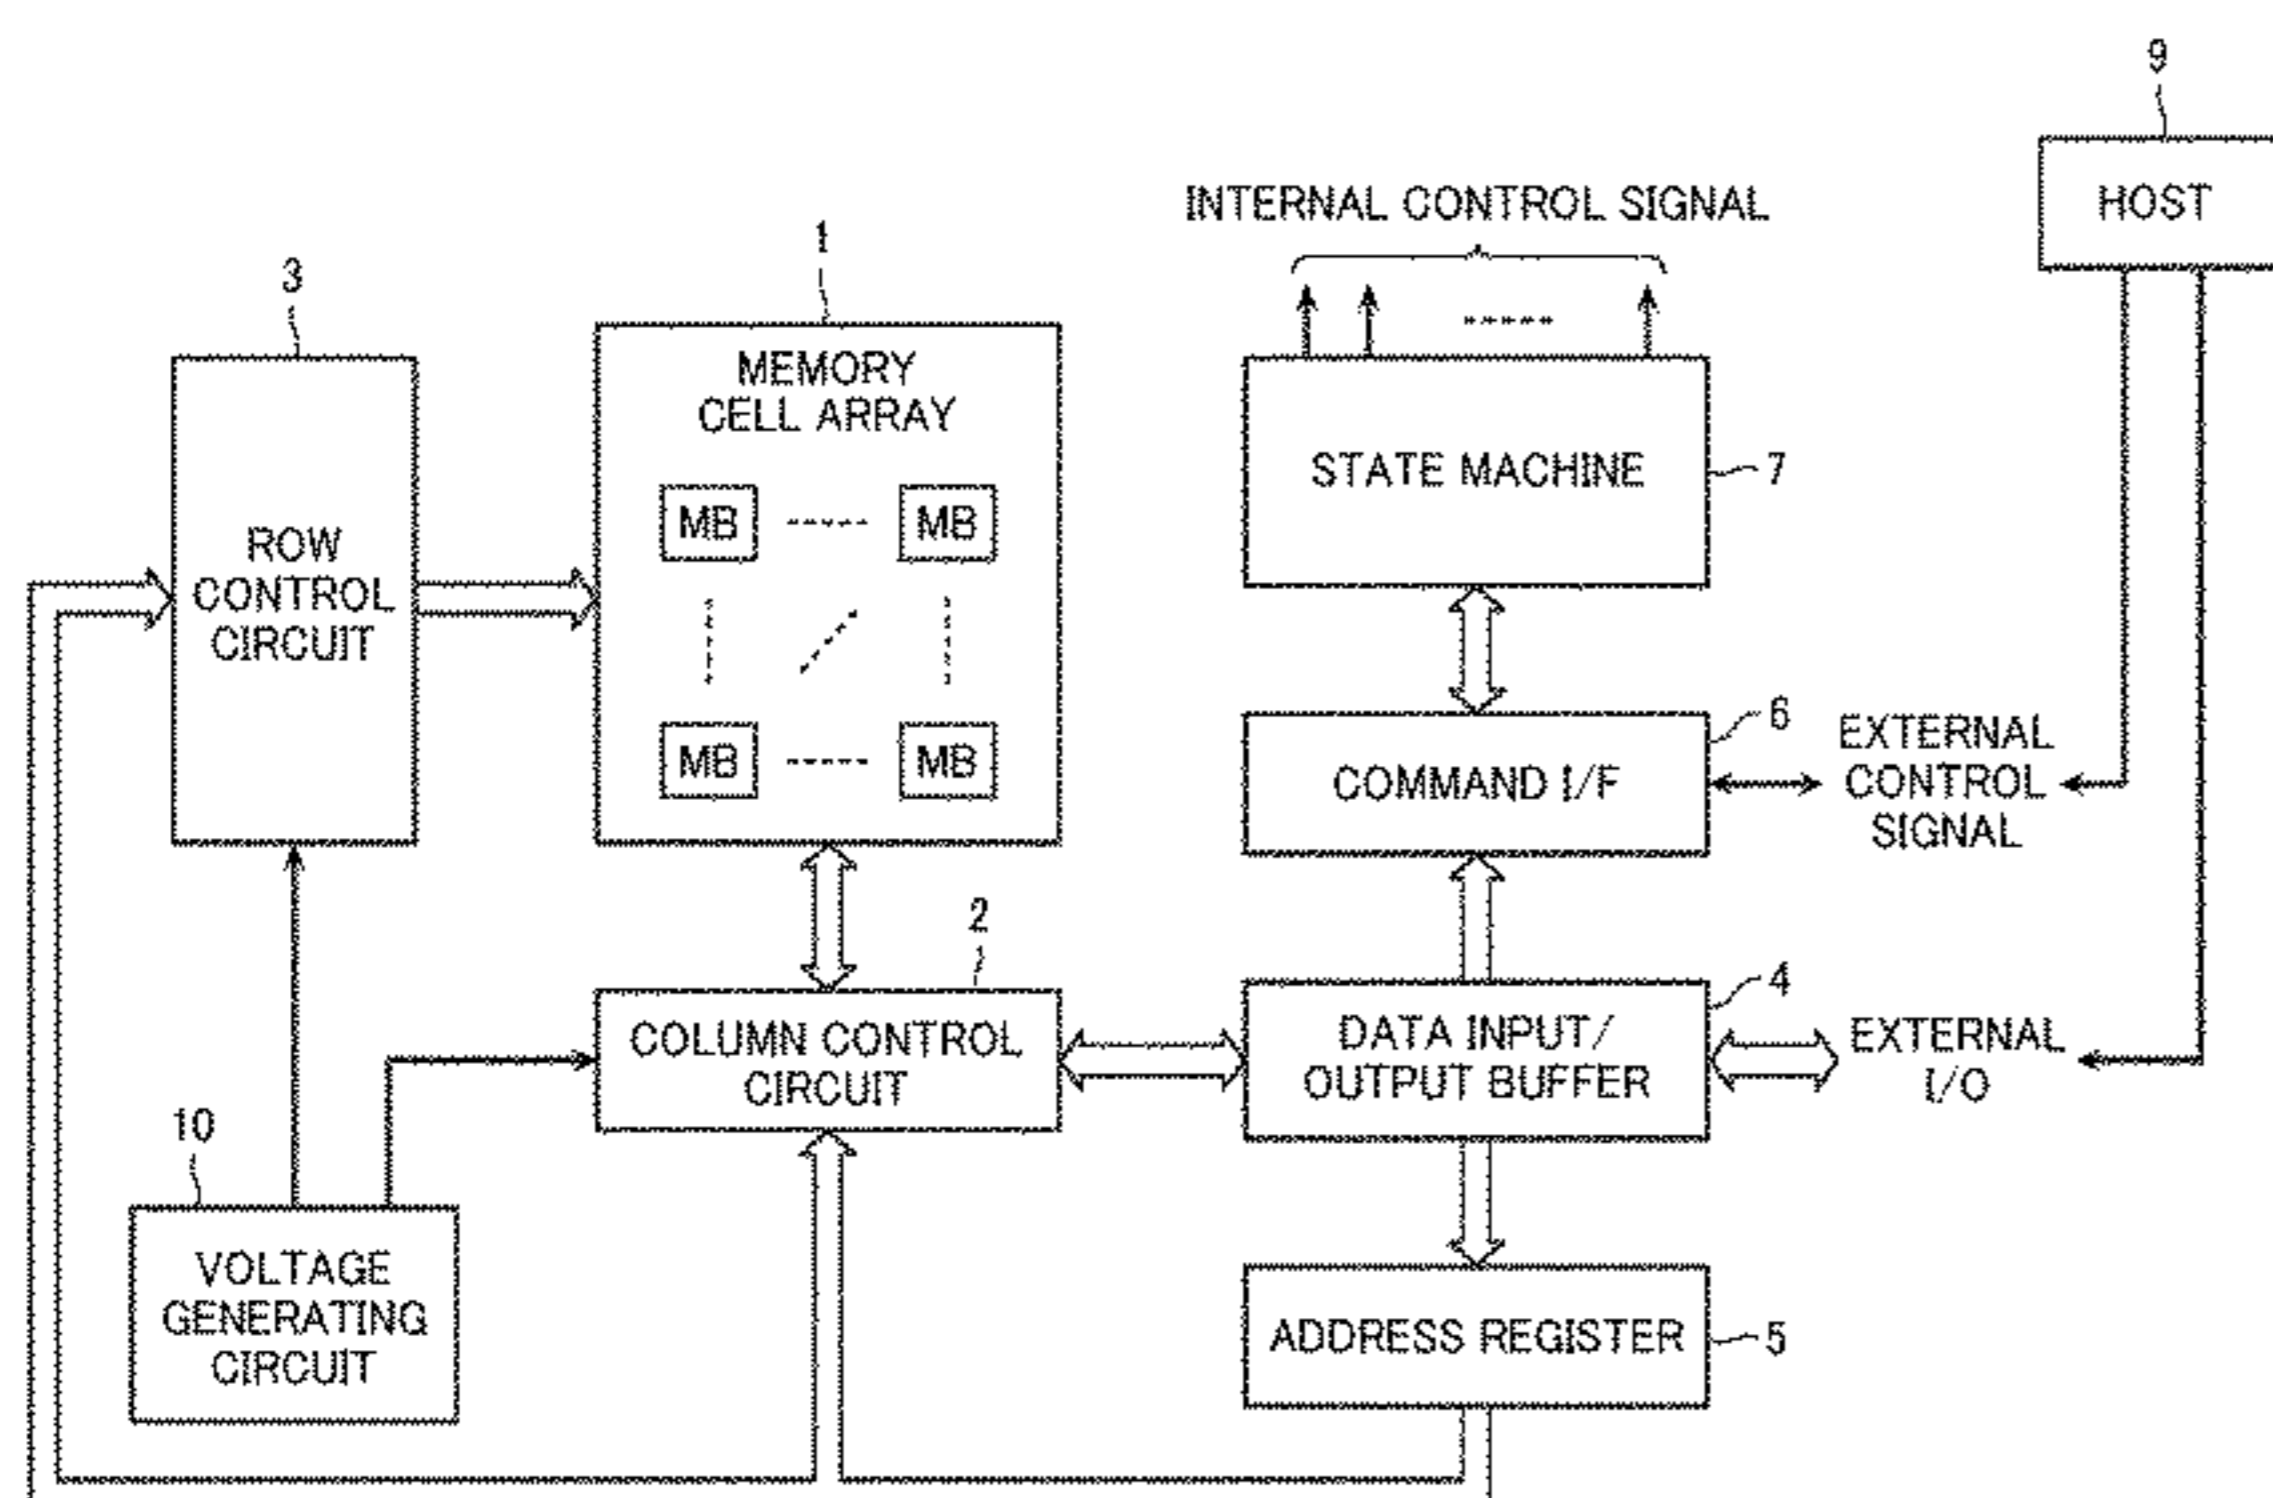 9
HOST
INTERNAL CONTROL SIGNAL
1
3
MEMORY
CELL ARRAY
MB
MB
MB
MB
STATE MACHINE
7
ROW
CONTROL
CIRCUIT
6
COMMAND I/F
EXTERNAL
CONTROL
SIGNAL
2
COLUMN CONTROL
CIRCUIT
4
DATA INPUT/
OUTPUT BUFFER
EXTERNAL
I/O
10
VOLTAGE
GENERATING
CIRCUIT
ADDRESS REGISTER
5